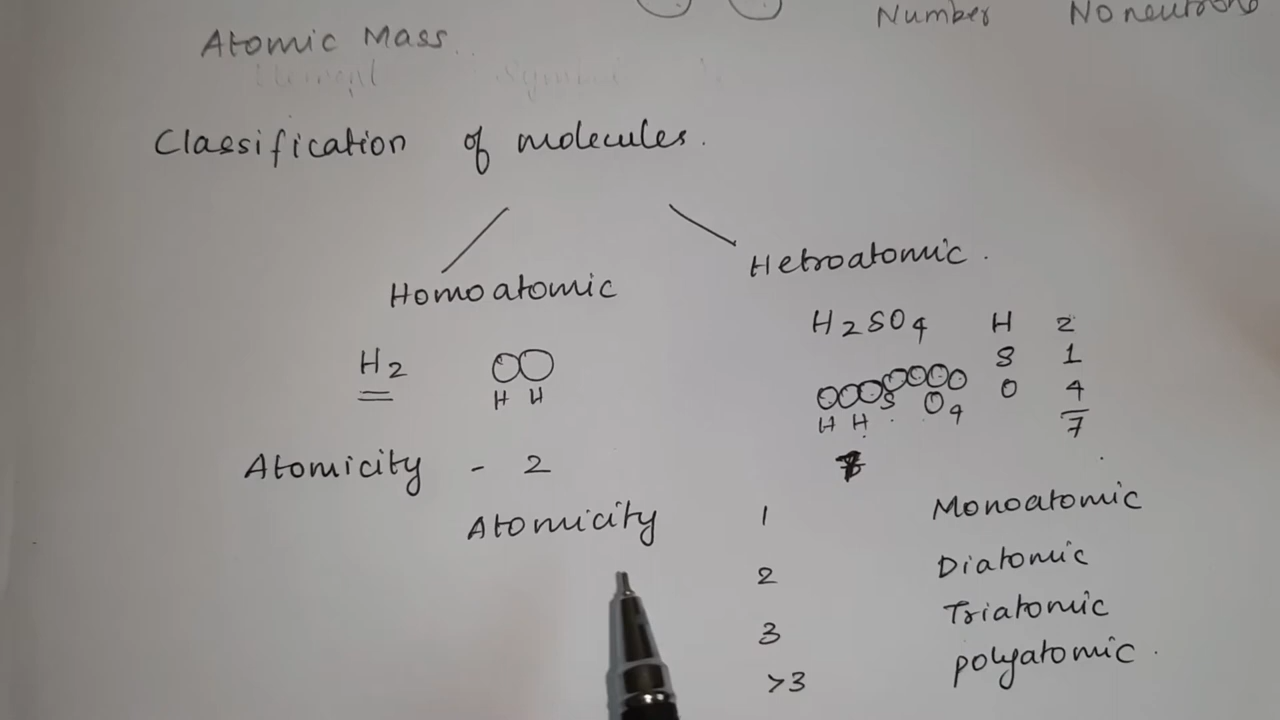 Number No neutrons
Atomic Mass
Classification of molecules.
Homoatomic
Hetroatomic.
H2
H H
Atomicity - 2
H2SO4
H 2
S 1
O 4
7
H H S O4
Atomicity
1 Monoatomic
2 Diatomic
3 Triatomic
>3 polyatomic.